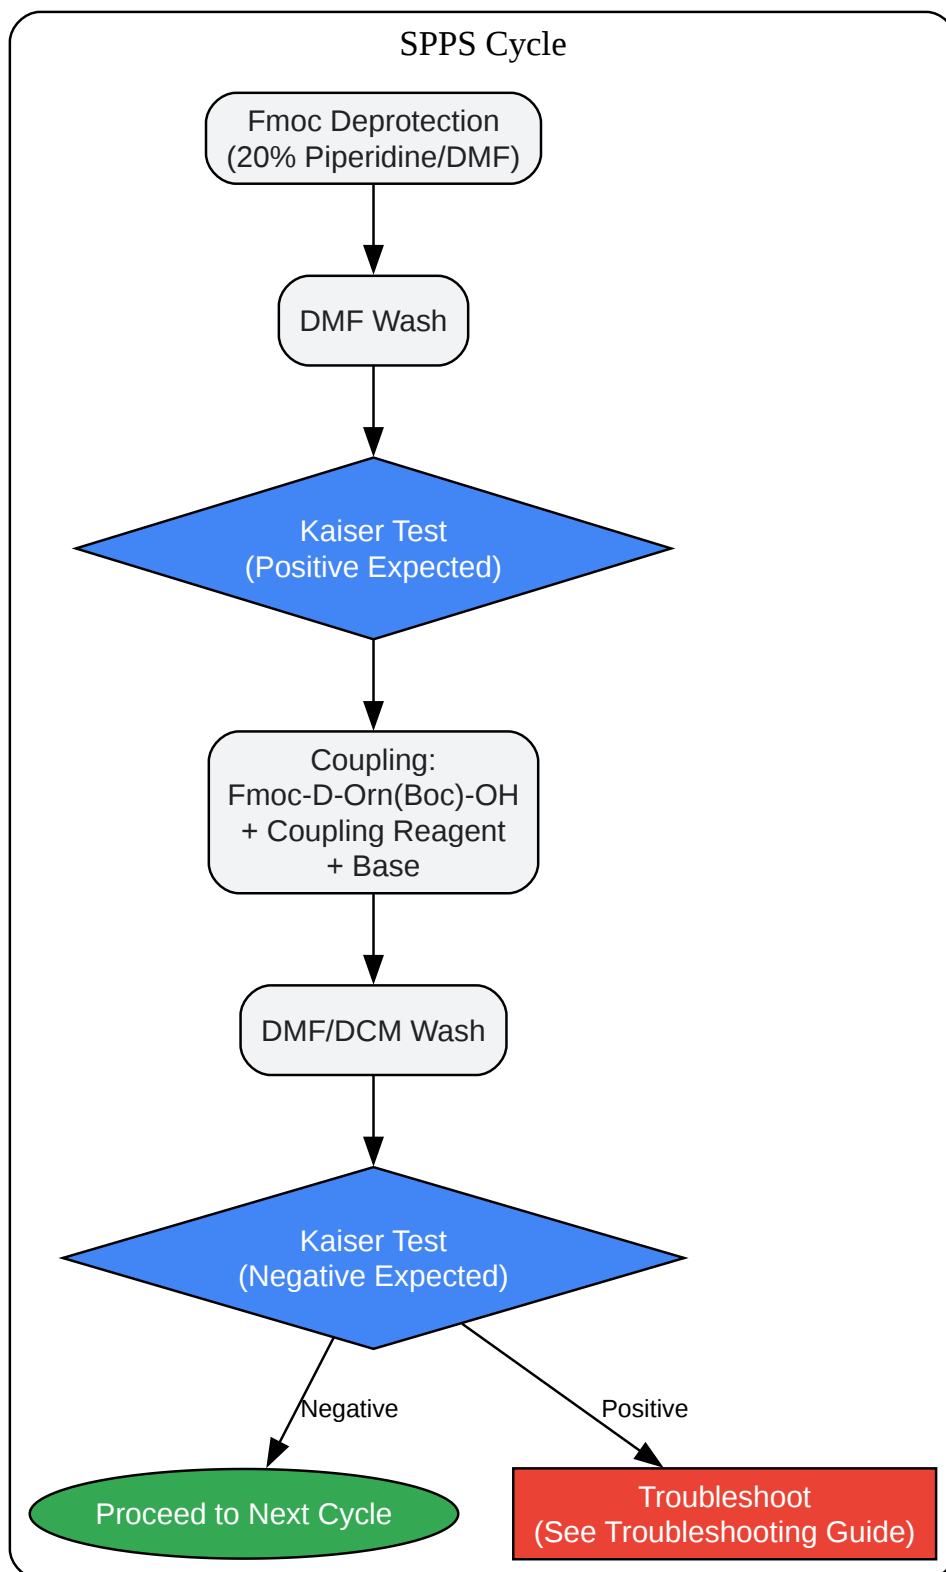 SPPS Cycle
Fmoc Deprotection
(20% Piperidine/DMF)
DMF Wash
Kaiser Test
(Positive Expected)
Coupling:
Fmoc-D-Orn(Boc)-OH
+ Coupling Reagent
+ Base
DMF/DCM Wash
Kaiser Test
(Negative Expected)
Negative
Positive
Proceed to Next Cycle
Troubleshoot
(See Troubleshooting Guide)